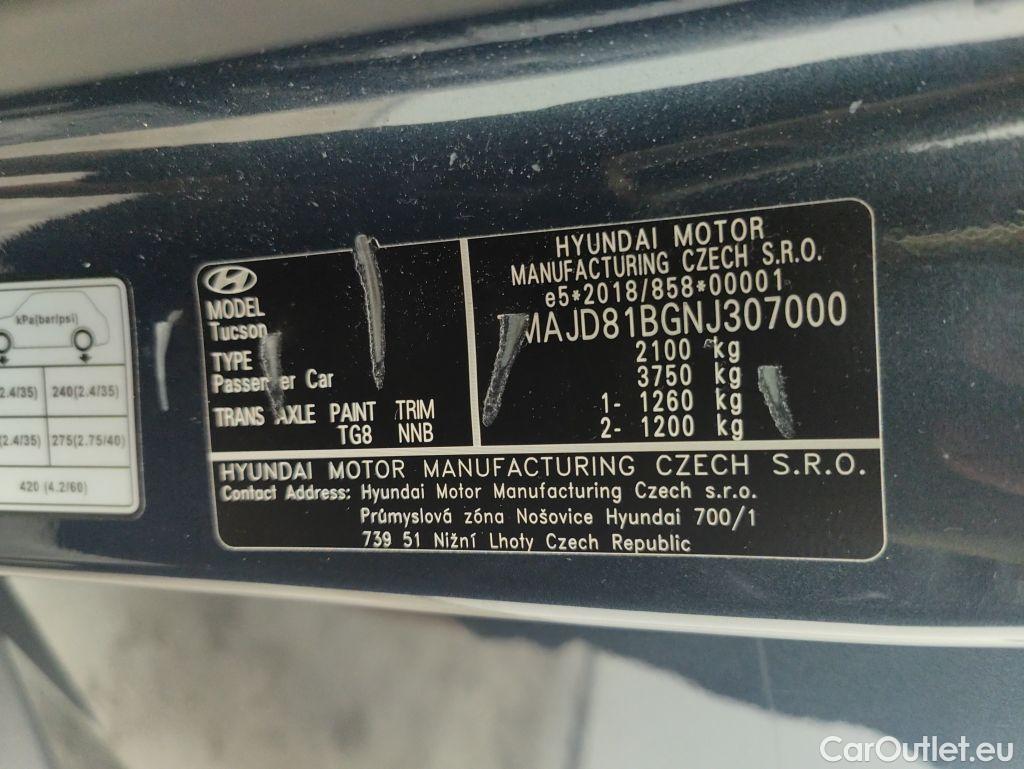 kPa(bar/psi)
2.4/35) 240(2.4/35)
(2.4/35) 275(2.75/40)
420 (4.2/60)
MODEL
Tucson
TYPE
Car
TRANS AXLE PAINT TRIM
TG8 NNB
HYUNDAI MOTOR
MANUFACTURING CZECH S.R.O.
e5*2018/858*00001
MAJD81BGNJ307000
2100 kg
3750 kg
1- 1260 kg
2- 1200 kg
HYUNDAI MOTOR MANUFACTURING CZECH S.R.O.
Contact Address: Hyundai Motor Manufacturing Czech s.r.o.
Průmyslová zóna Nošovice Hyundai 700/1
739 51 Nižní Lhoty Czech Republic
CarOutlet.eu